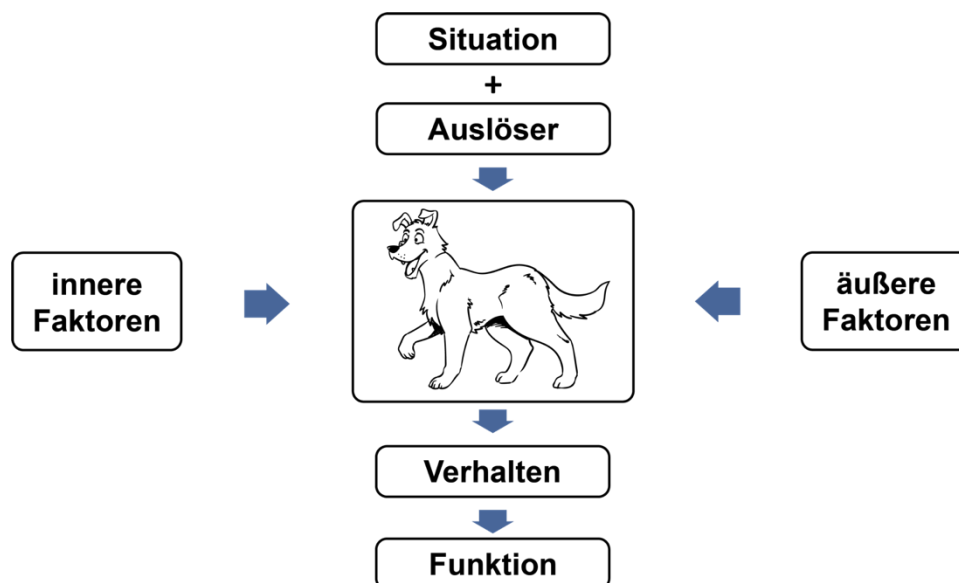 Situation
+
Auslöser
innere
Faktoren
äußere
Faktoren
Verhalten
Funktion